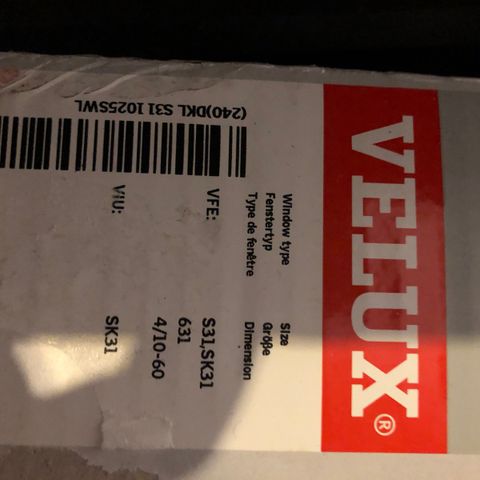 VELUX®
Window type Size
Fenstertyp Größe
Type de fenêtre Dimension
VFE: S31,SK31
631
4/10-60
VIU: SK31
(240)DKL S31 1025SWL